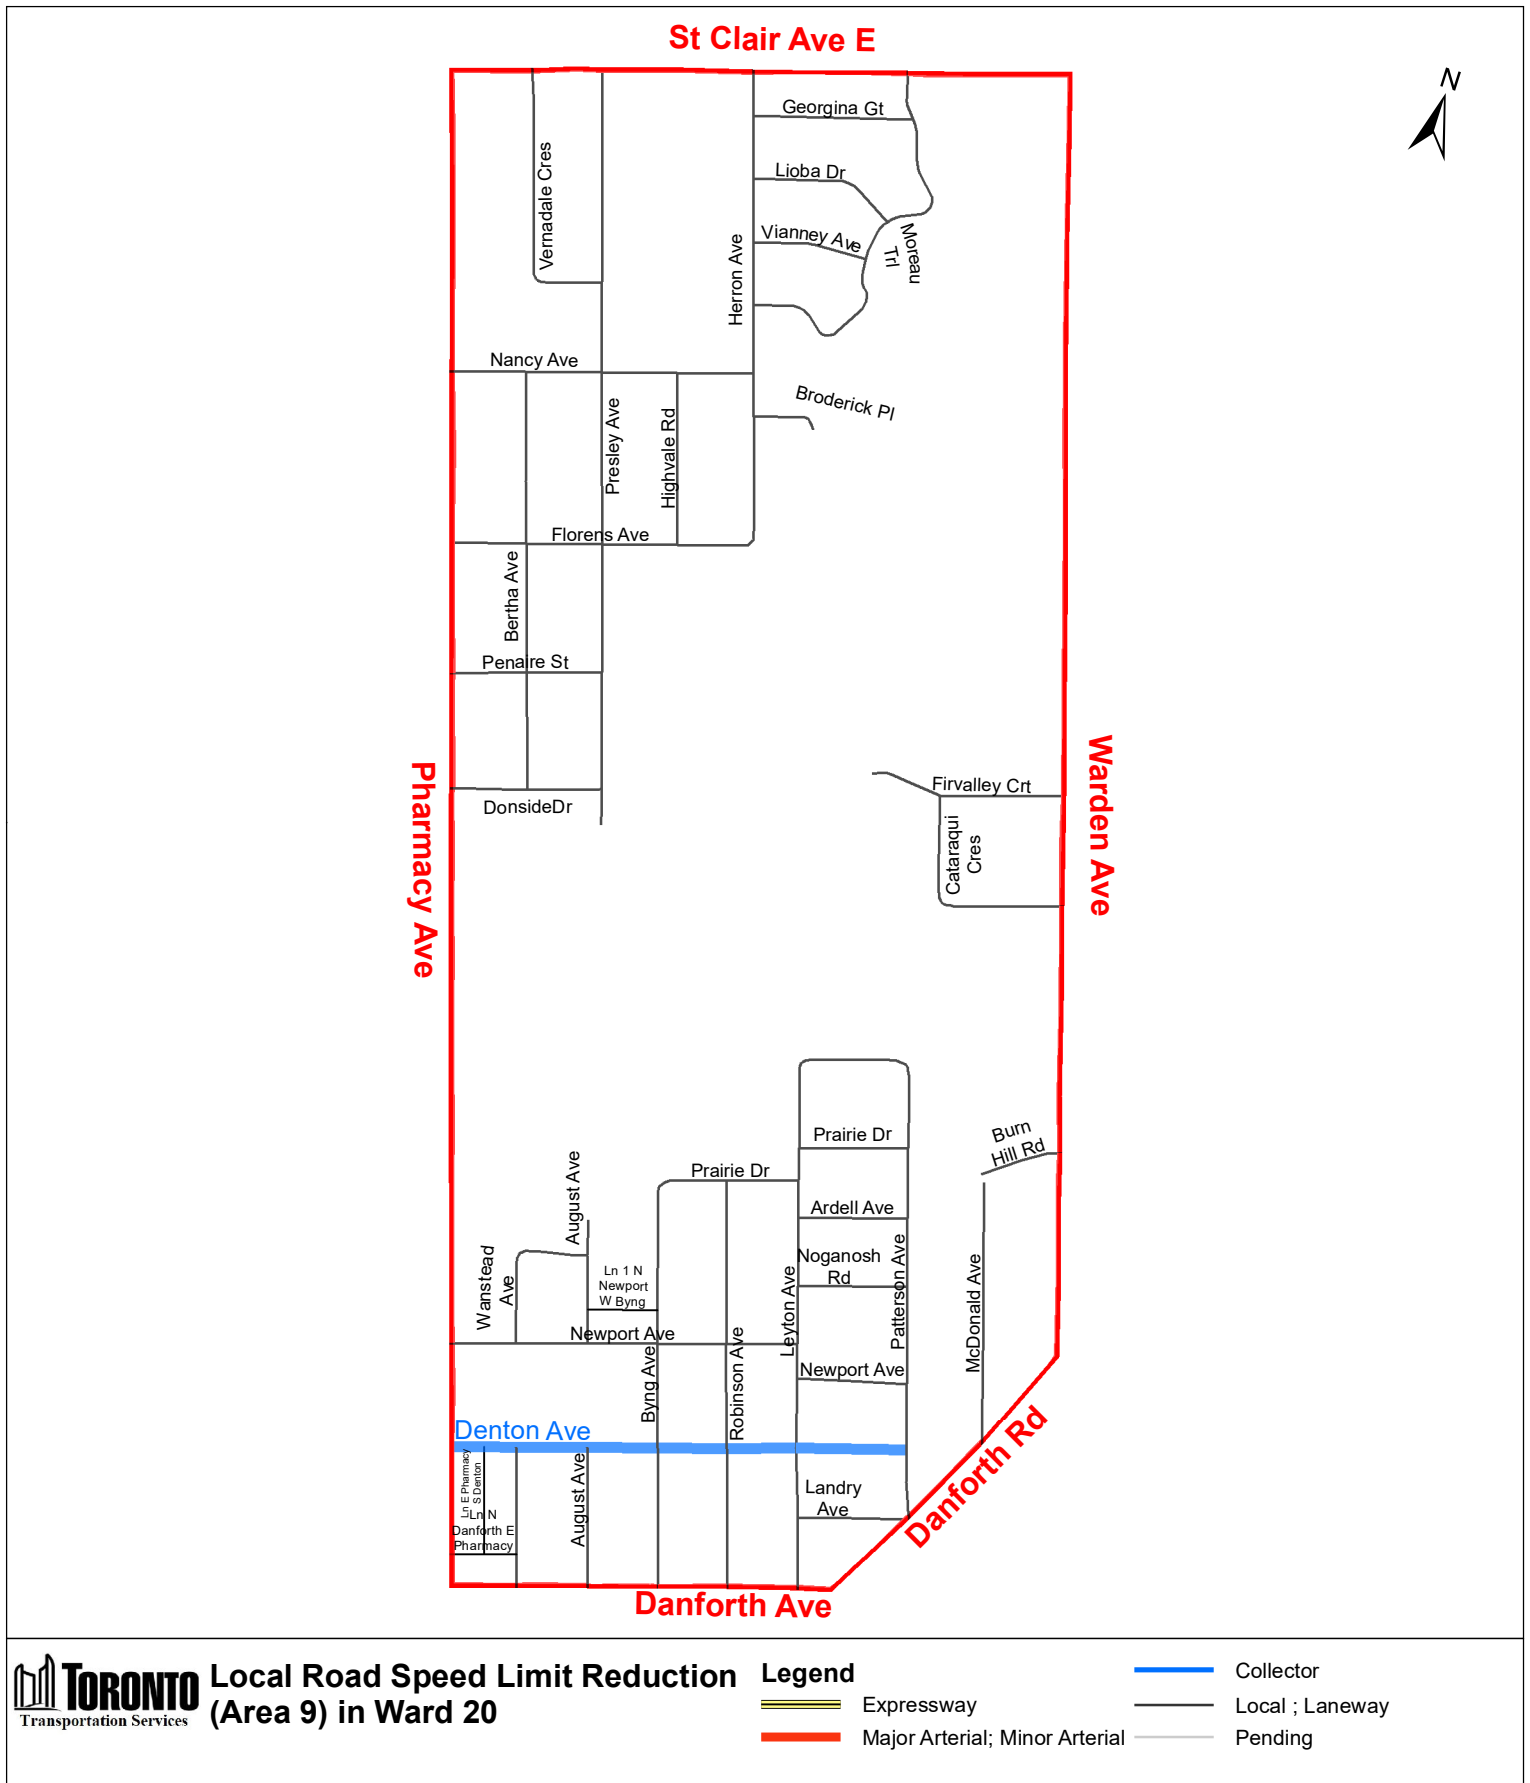 St Clair Ave E
N
Georgina Gt
Vernadale Cres
Lioba Dr
Vianney Ave
Moreau
Trl
Herron Ave
Nancy Ave
Broderick Pl
Presley Ave
Highvale Rd
Florens Ave
Bertha Ave
Penaire St
Pharmacy Ave
Warden Ave
Firvalley Crt
DonsideDr
Cataraqui
Cres
Prairie Dr
Burn
Hill Rd
Prairie Dr
August Ave
Ardell Ave
Wanstead
Ave
Noganosh
Rd
Ln 1 N
Newport
W Byng
Leyton Ave
Patterson Ave
McDonald Ave
Newport Ave
Byng Ave
Robinson Ave
Newport Ave
Denton Ave
Danforth Rd
Ln E Pharmacy
S Denton
August Ave
Landry
Ave
Ln N
Danforth E
Pharmacy
Danforth Ave
TORONTO
Transportation Services
Local Road Speed Limit Reduction
(Area 9) in Ward 20
Legend
Expressway
Major Arterial; Minor Arterial
Collector
Local ; Laneway
Pending